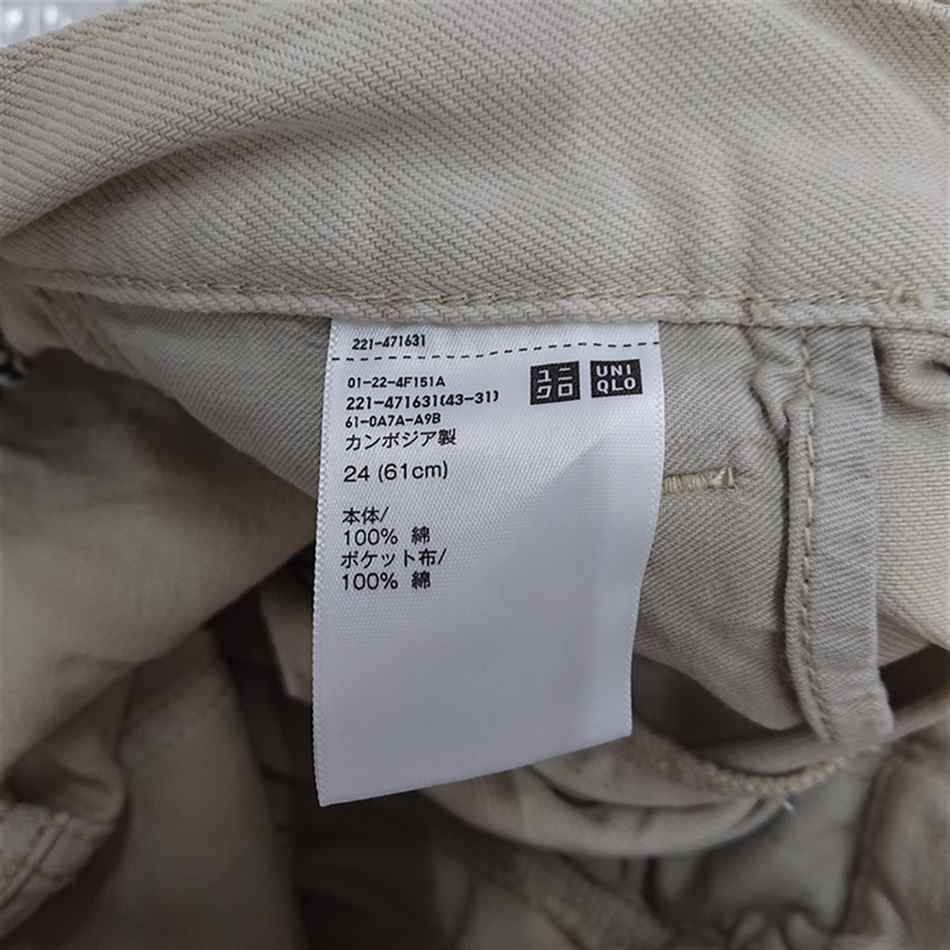 221-471631
01-22-4F151A
221-471631(43-31)
61-0A7A-A9B
カンボジア製
24 (61cm)
本体/
100% 綿
ポケット布/
100% 綿
ユニ
クロ
UNI
QLO